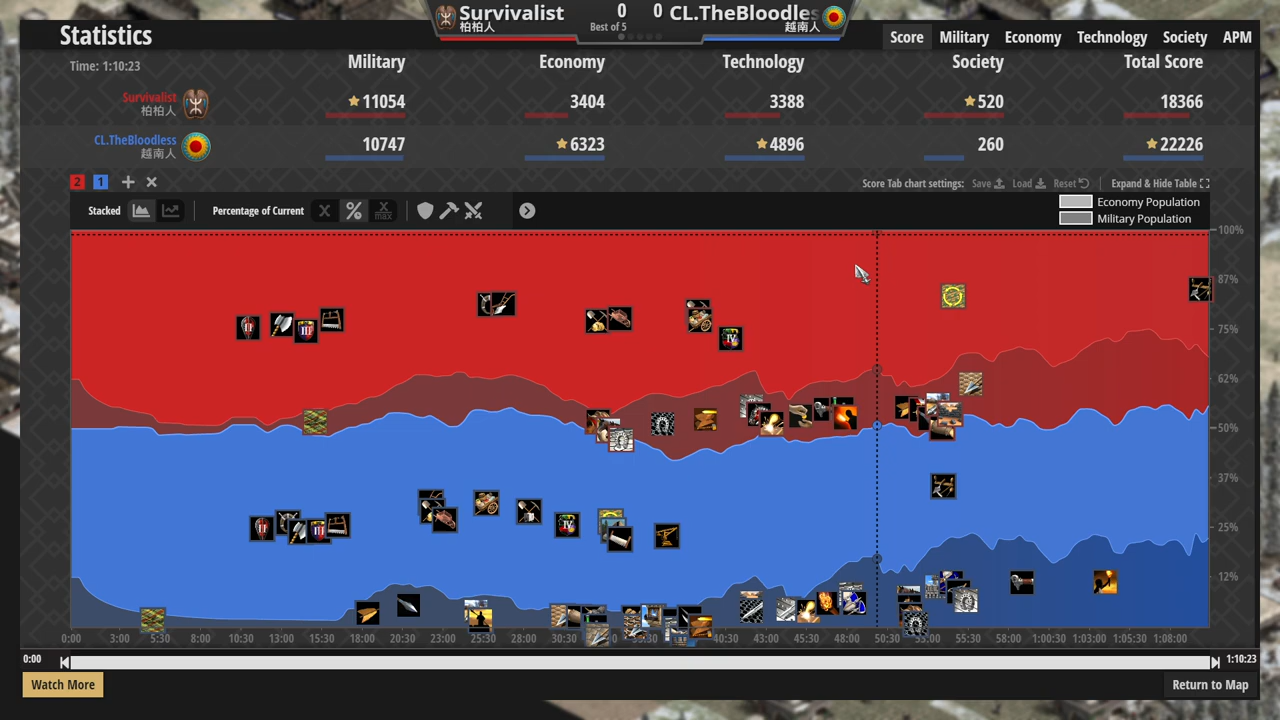 Survivalist
柏柏人
0
0
Best of 5
CL.TheBloodles
越南人
Statistics
Score
Military
Economy
Technology
Society
APM
Time: 1:10:23
Military
Economy
Technology
Society
Total Score
Survivalist
柏柏人
11054
3404
3388
520
18366
CL.TheBloodless
越南人
10747
6323
4896
260
22226
2
1
Score Tab chart settings:
Save
Load
Reset
Expand & Hide Table
Stacked
Percentage of Current
X
%
X
max
Economy Population
Military Population
100%
87%
75%
62%
50%
37%
25%
12%
II
III
IV
II
III
IV
0:00
3:00
5:30
8:00
10:30
13:00
15:30
18:00
20:30
23:00
25:30
28:00
30:30
40:30
43:00
45:30
48:00
50:30
53:00
55:30
58:00
1:00:30
1:03:00
1:05:30
1:08:00
0:00
1:10:23
Watch More
Return to Map